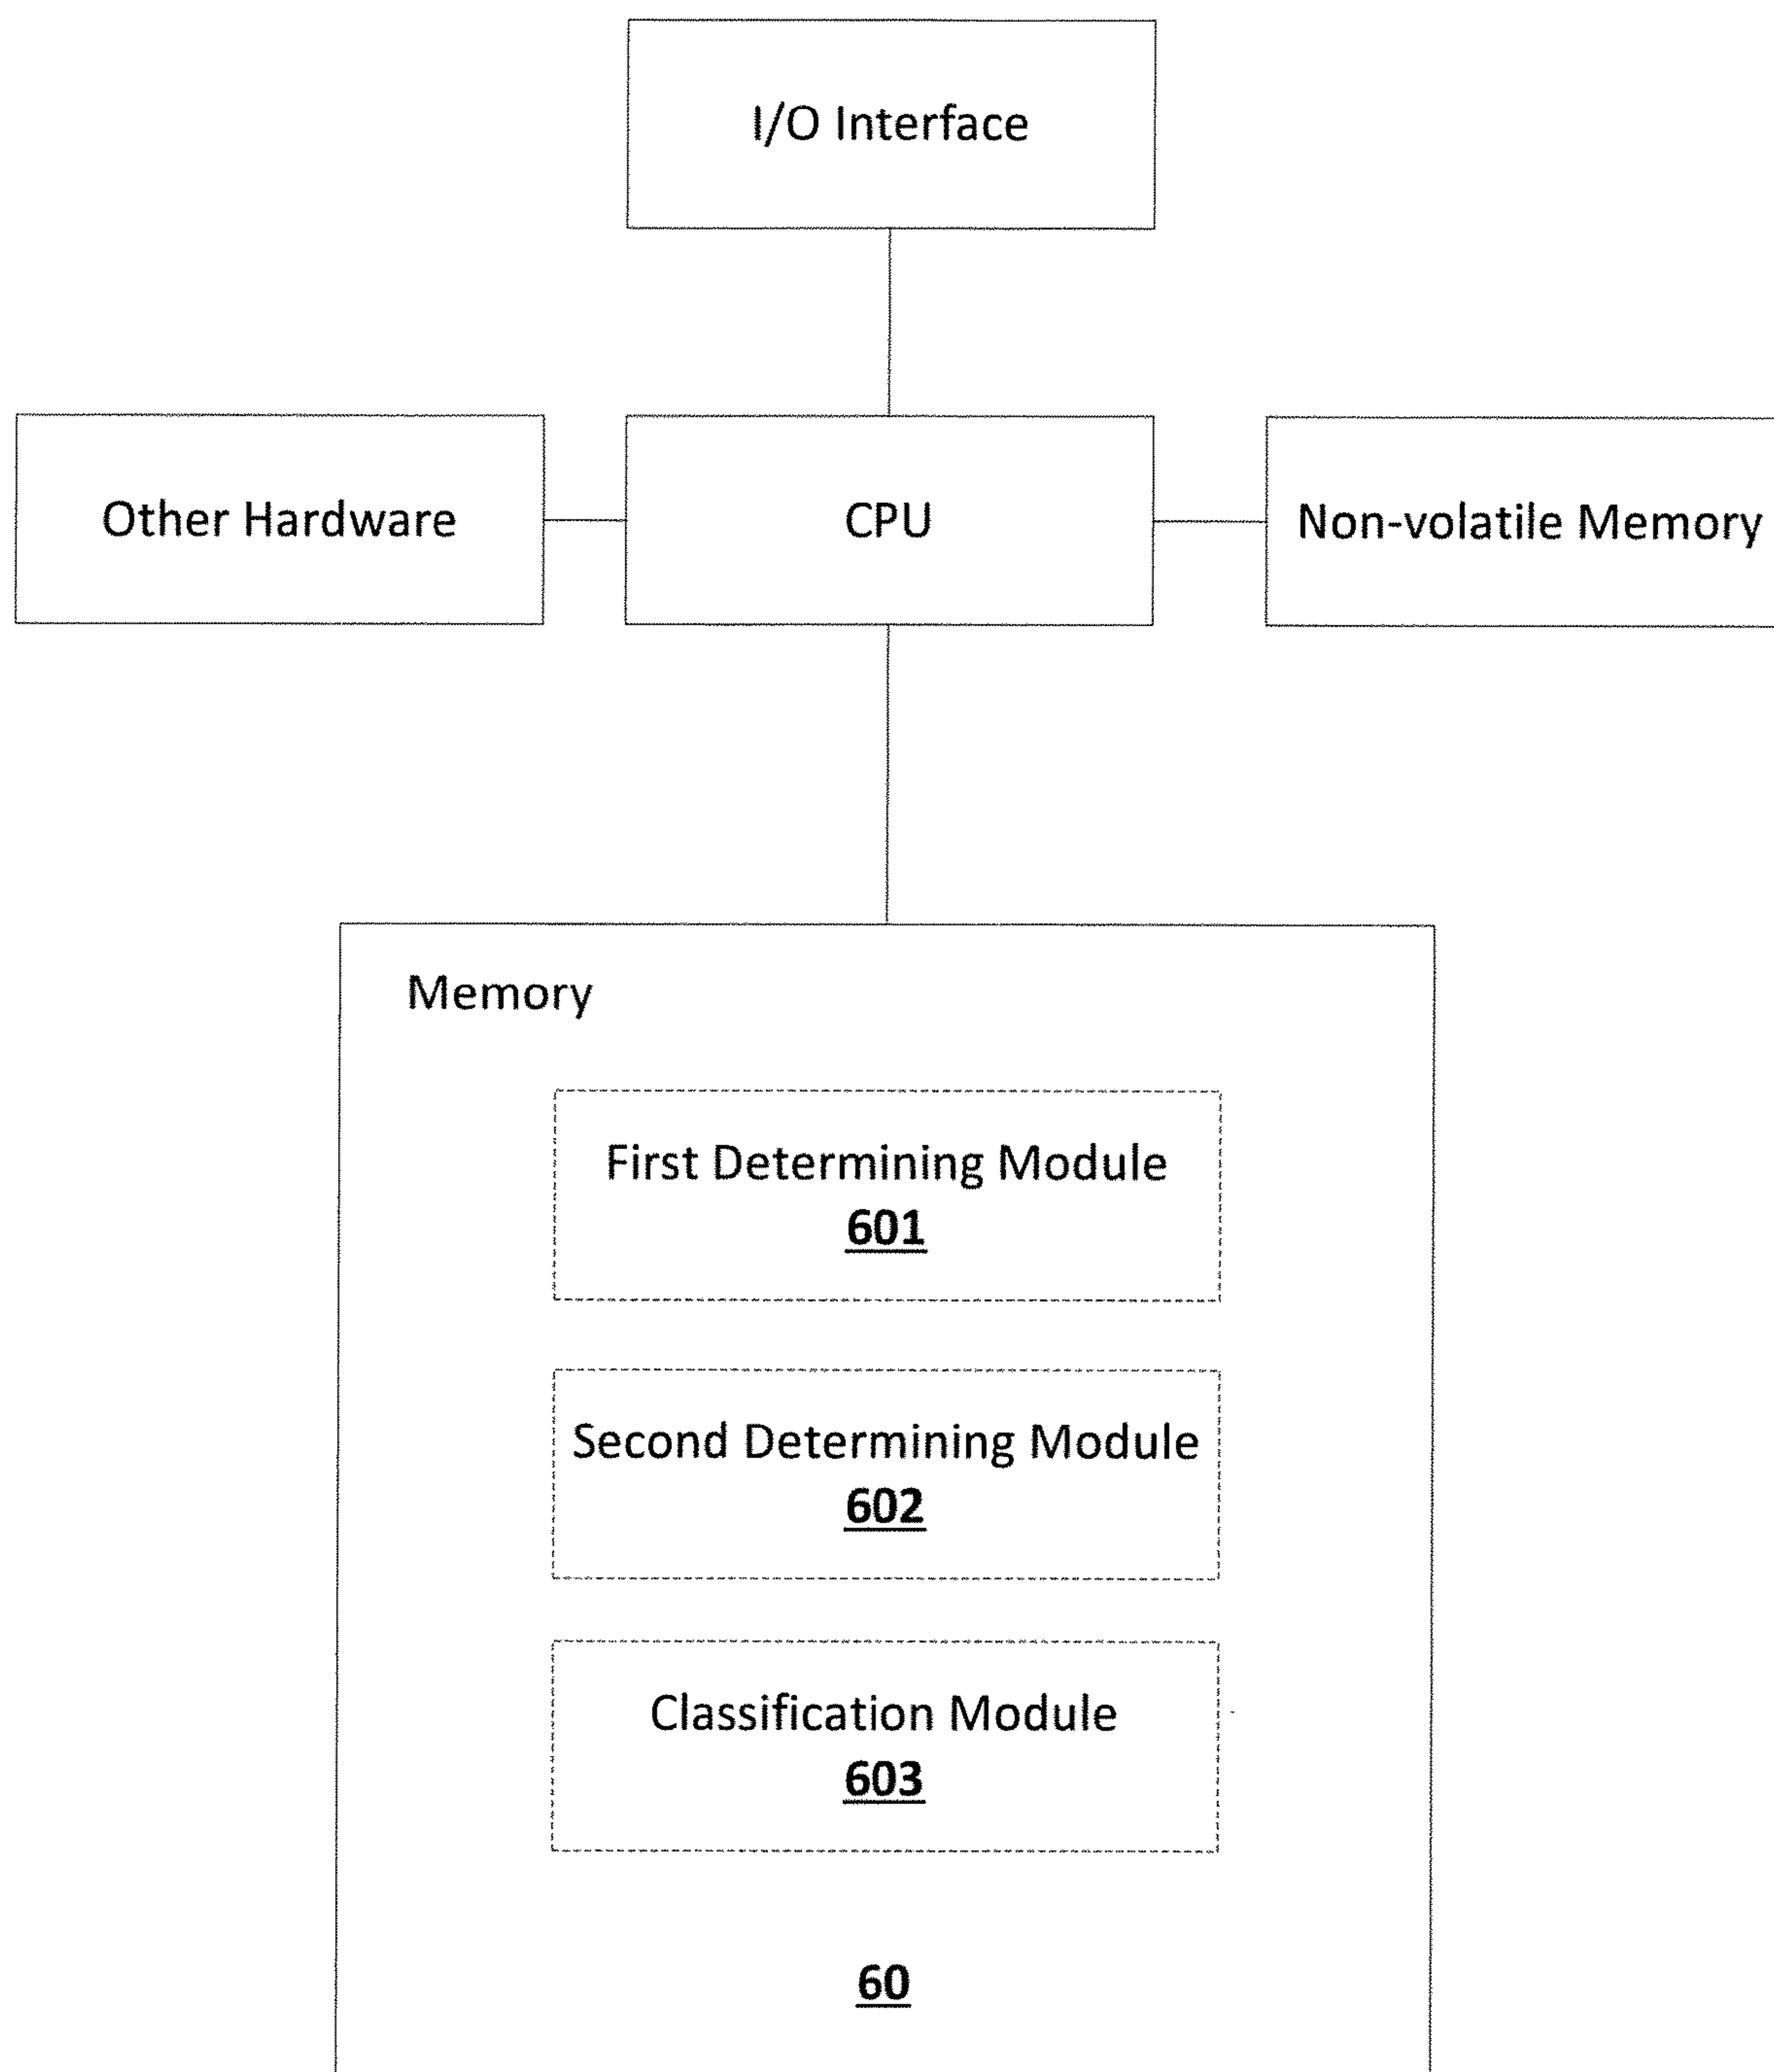 I/O Interface
Other Hardware
CPU
Non-volatile Memory
Memory
First Determining Module
601
Second Determining Module
602
Classification Module
603
60